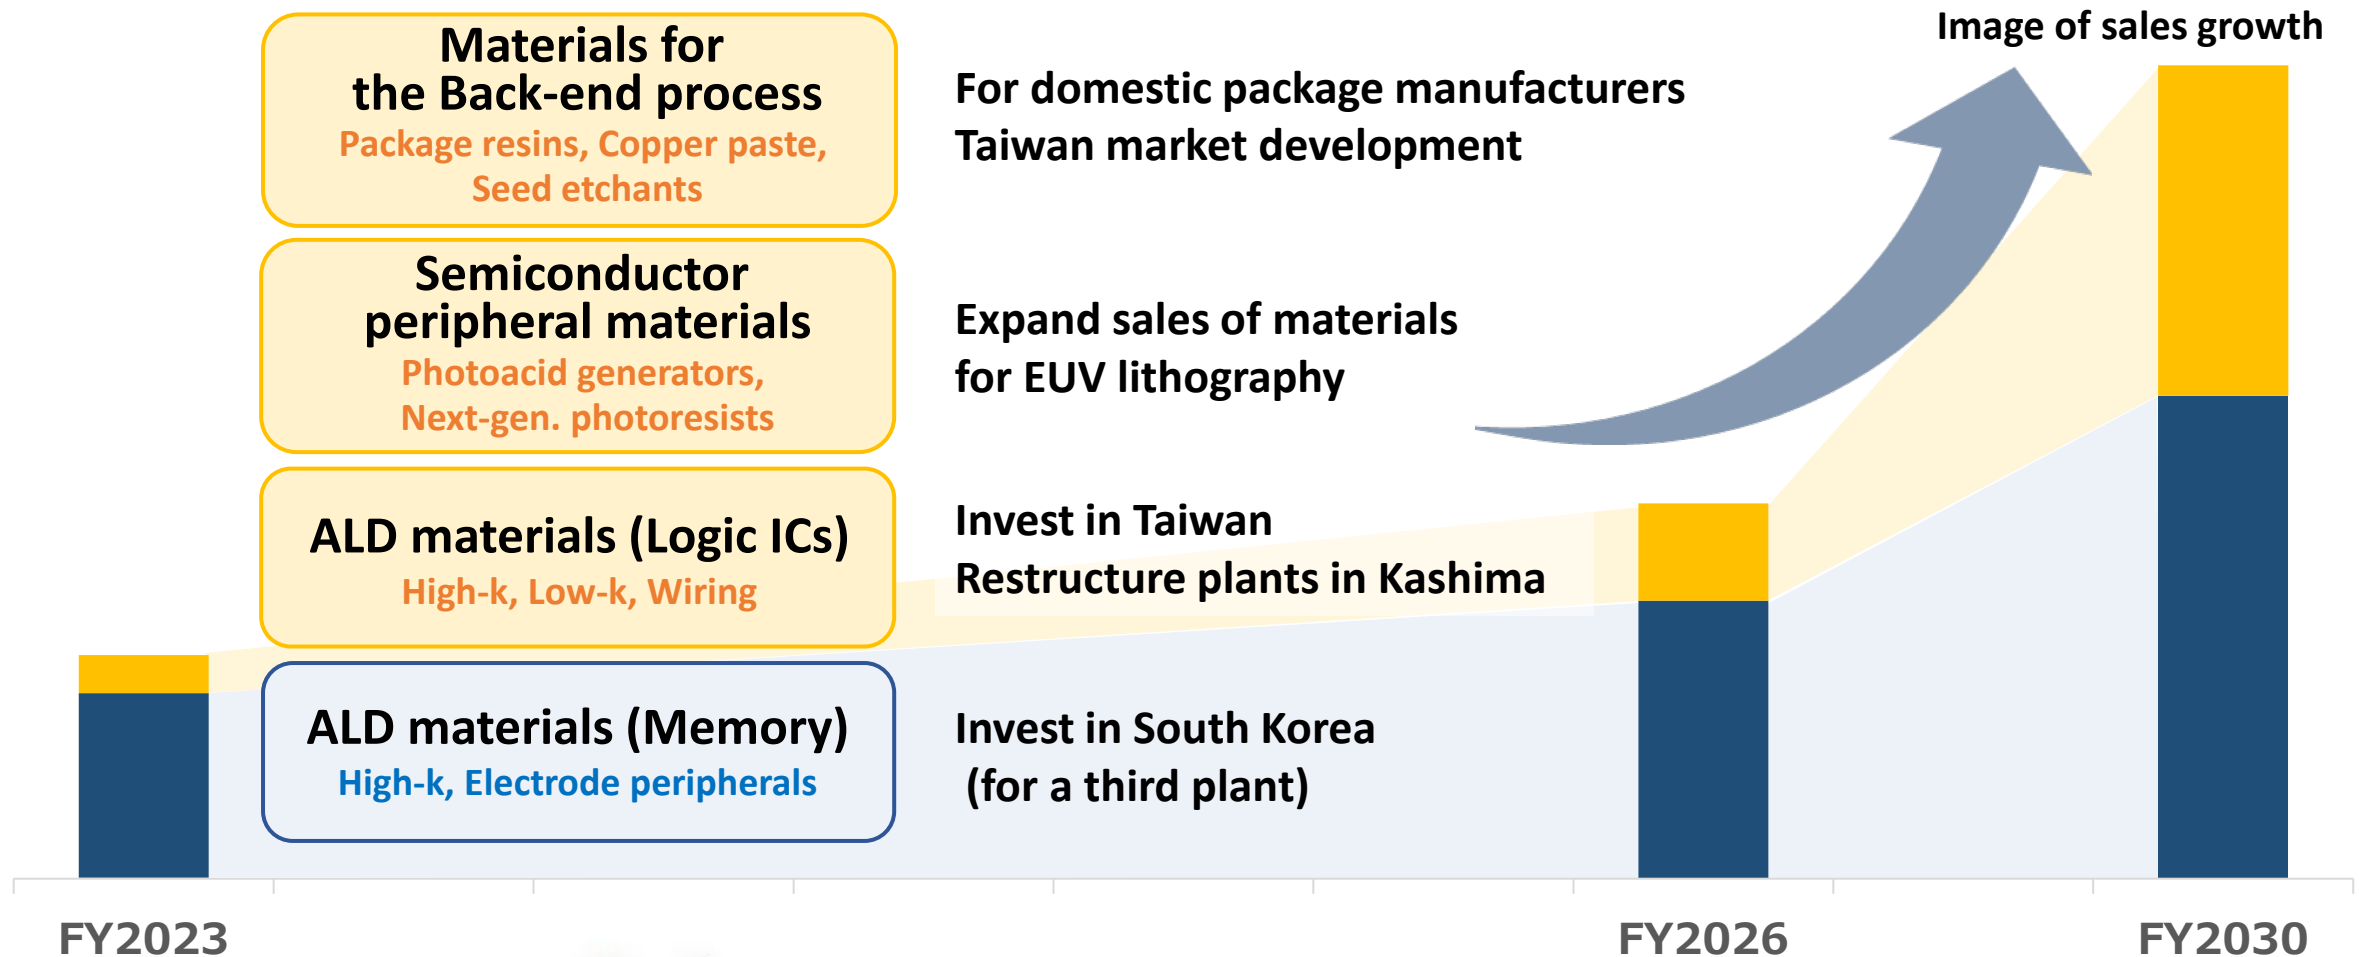 Image of sales growth
Materials for
the Back-end process
Package resins, Copper paste,
Seed etchants
For domestic package manufacturers
Taiwan market development
Semiconductor
peripheral materials
Photoacid generators,
Next-gen. photoresists
Expand sales of materials
for EUV lithography
ALD materials (Logic ICs)
High-k, Low-k, Wiring
Invest in Taiwan
Restructure plants in Kashima
ALD materials (Memory)
High-k, Electrode peripherals
Invest in South Korea
(for a third plant)
FY2023
FY2026
FY2030